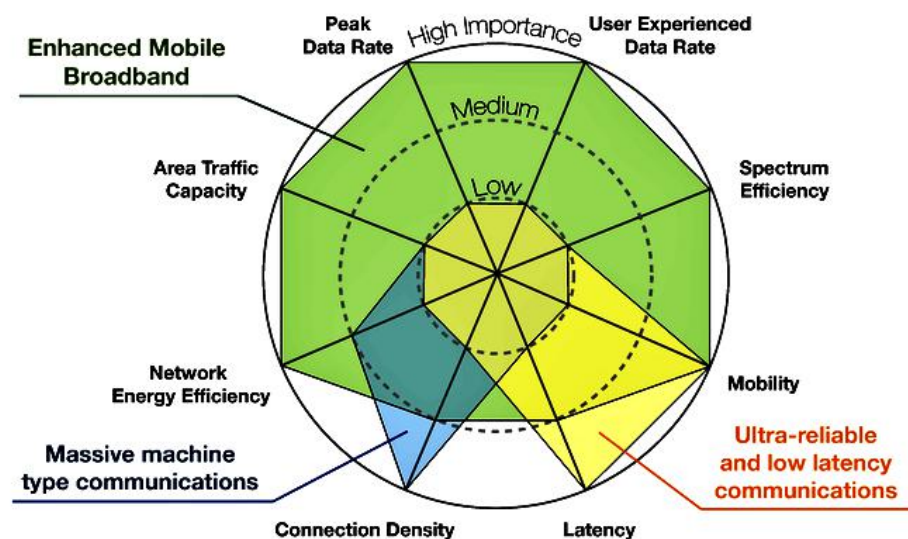 Peak
Data Rate
High Importance
User Experienced
Data Rate
Enhanced Mobile
Broadband
Medium
Area Traffic
Capacity
Low
Spectrum
Efficiency
Network
Energy Efficiency
Mobility
Massive machine
type communications
Ultra-reliable
and low latency
communications
Connection Density
Latency